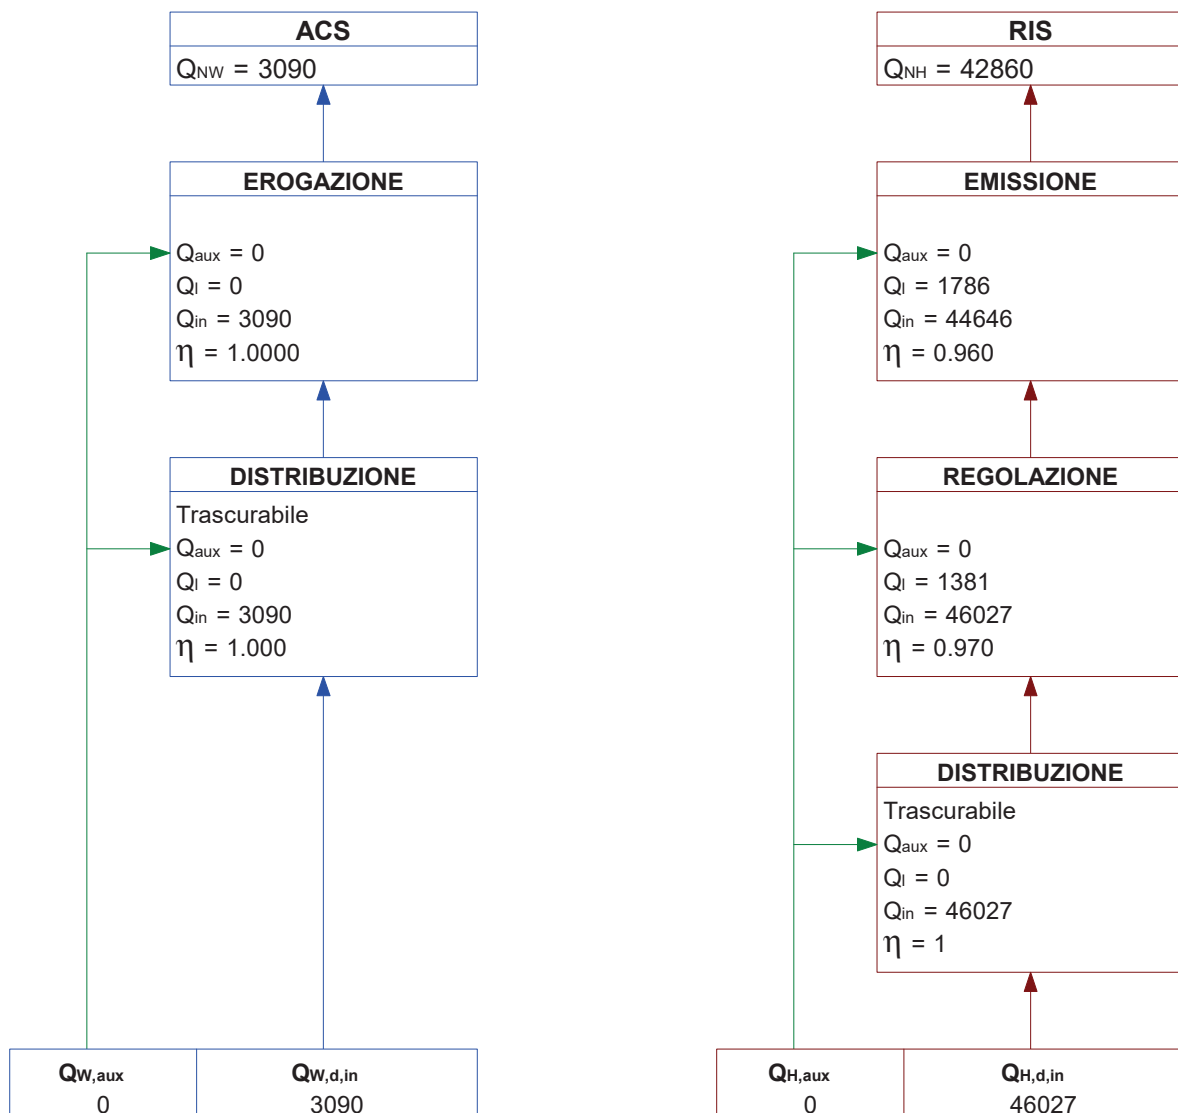 ACS
QNW = 3090
EROGAZIONE
Qaux = 0
Ql = 0
Qin = 3090
η = 1.0000
DISTRIBUZIONE
Trascurabile
Qaux = 0
Ql = 0
Qin = 3090
η = 1.000
QW,aux
0
QW,d,in
3090
RIS
QNH = 42860
EMISSIONE
Qaux = 0
Ql = 1786
Qin = 44646
η = 0.960
REGOLAZIONE
Qaux = 0
Ql = 1381
Qin = 46027
η = 0.970
DISTRIBUZIONE
Trascurabile
Qaux = 0
Ql = 0
Qin = 46027
η = 1
QH,aux
0
QH,d,in
46027